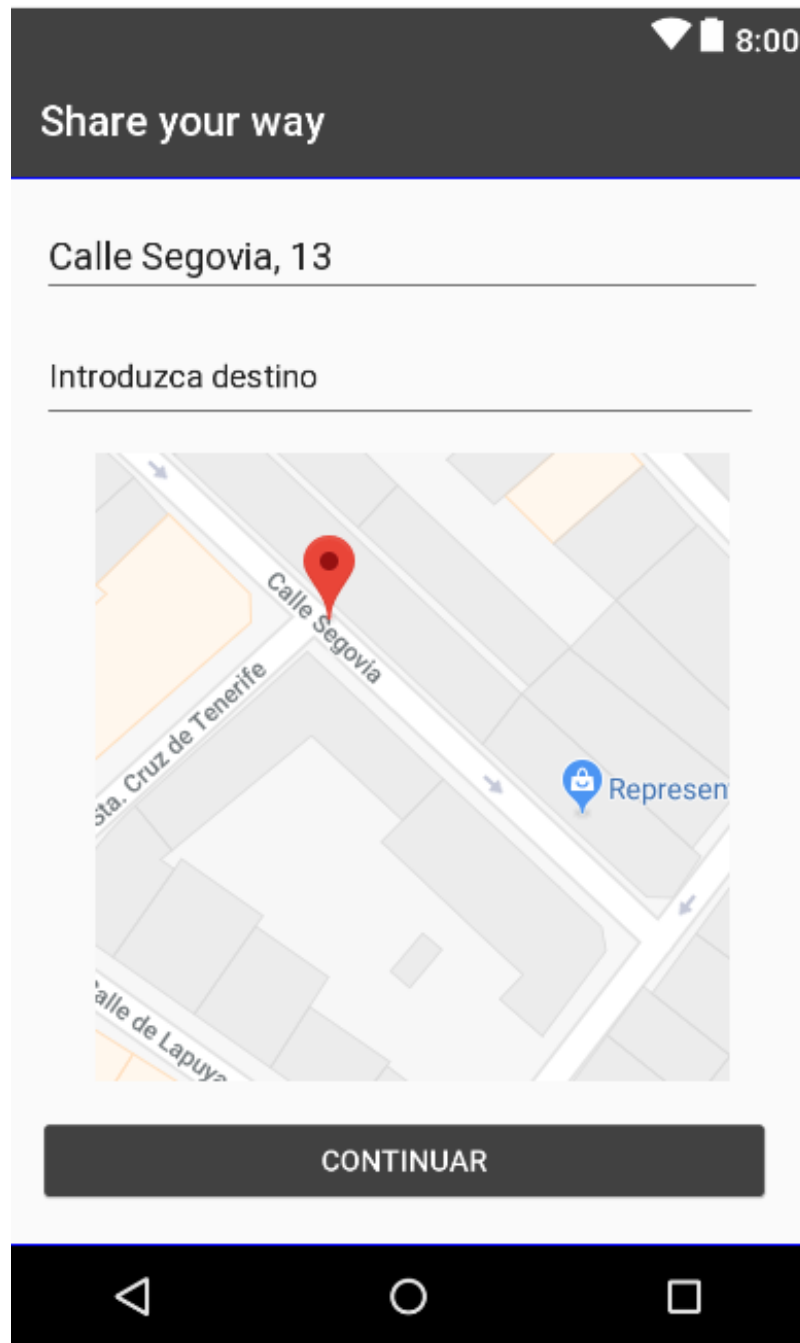 8:00
Share your way
Calle Segovia, 13
Introduzca destino
Calle Segovia
Sta. Cruz de Tenerife
Represen
alle de Lapuya
CONTINUAR